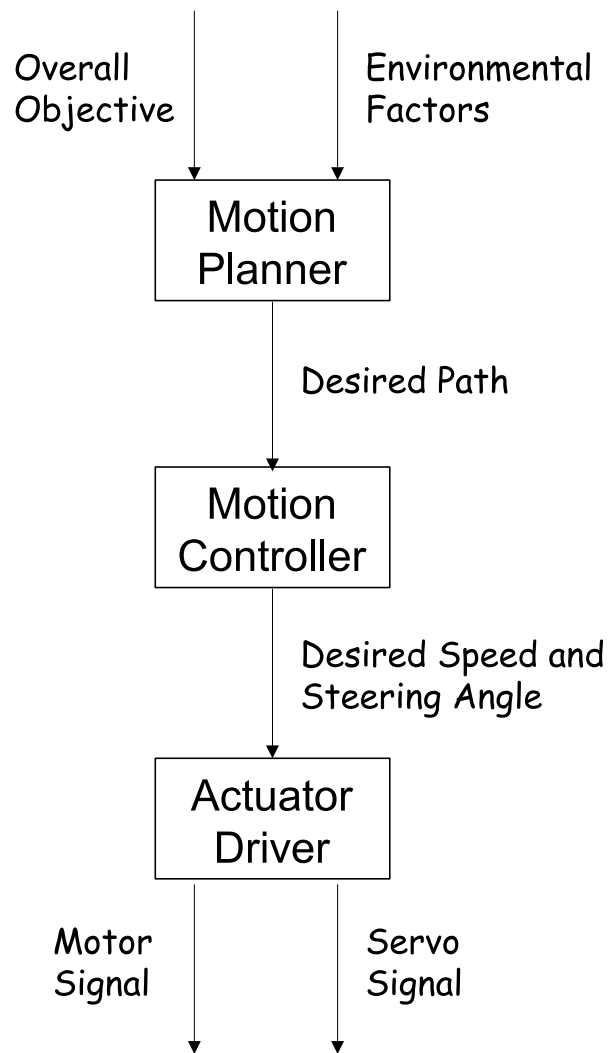 Overall
Objective
Environmental
Factors
Motion
Planner
Desired Path
Motion
Controller
Desired Speed and
Steering Angle
Actuator
Driver
Motor
Signal
Servo
Signal